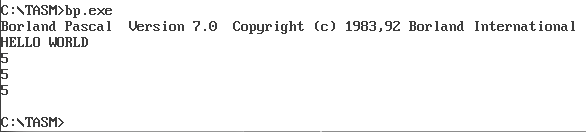 C:\TASM>bp.exe
Borland Pascal  Version 7.0  Copyright (c) 1983,92 Borland International
HELLO WORLD
5
5
5
C:\TASM>